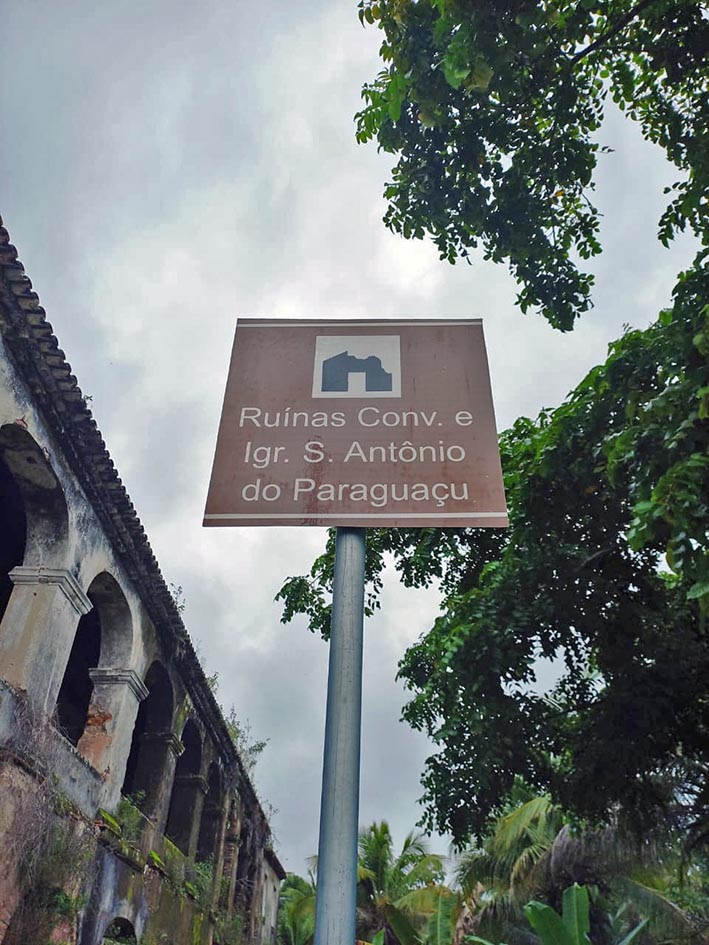 Ruínas Conv. e
Igr. S. Antônio
do Paraguaçu